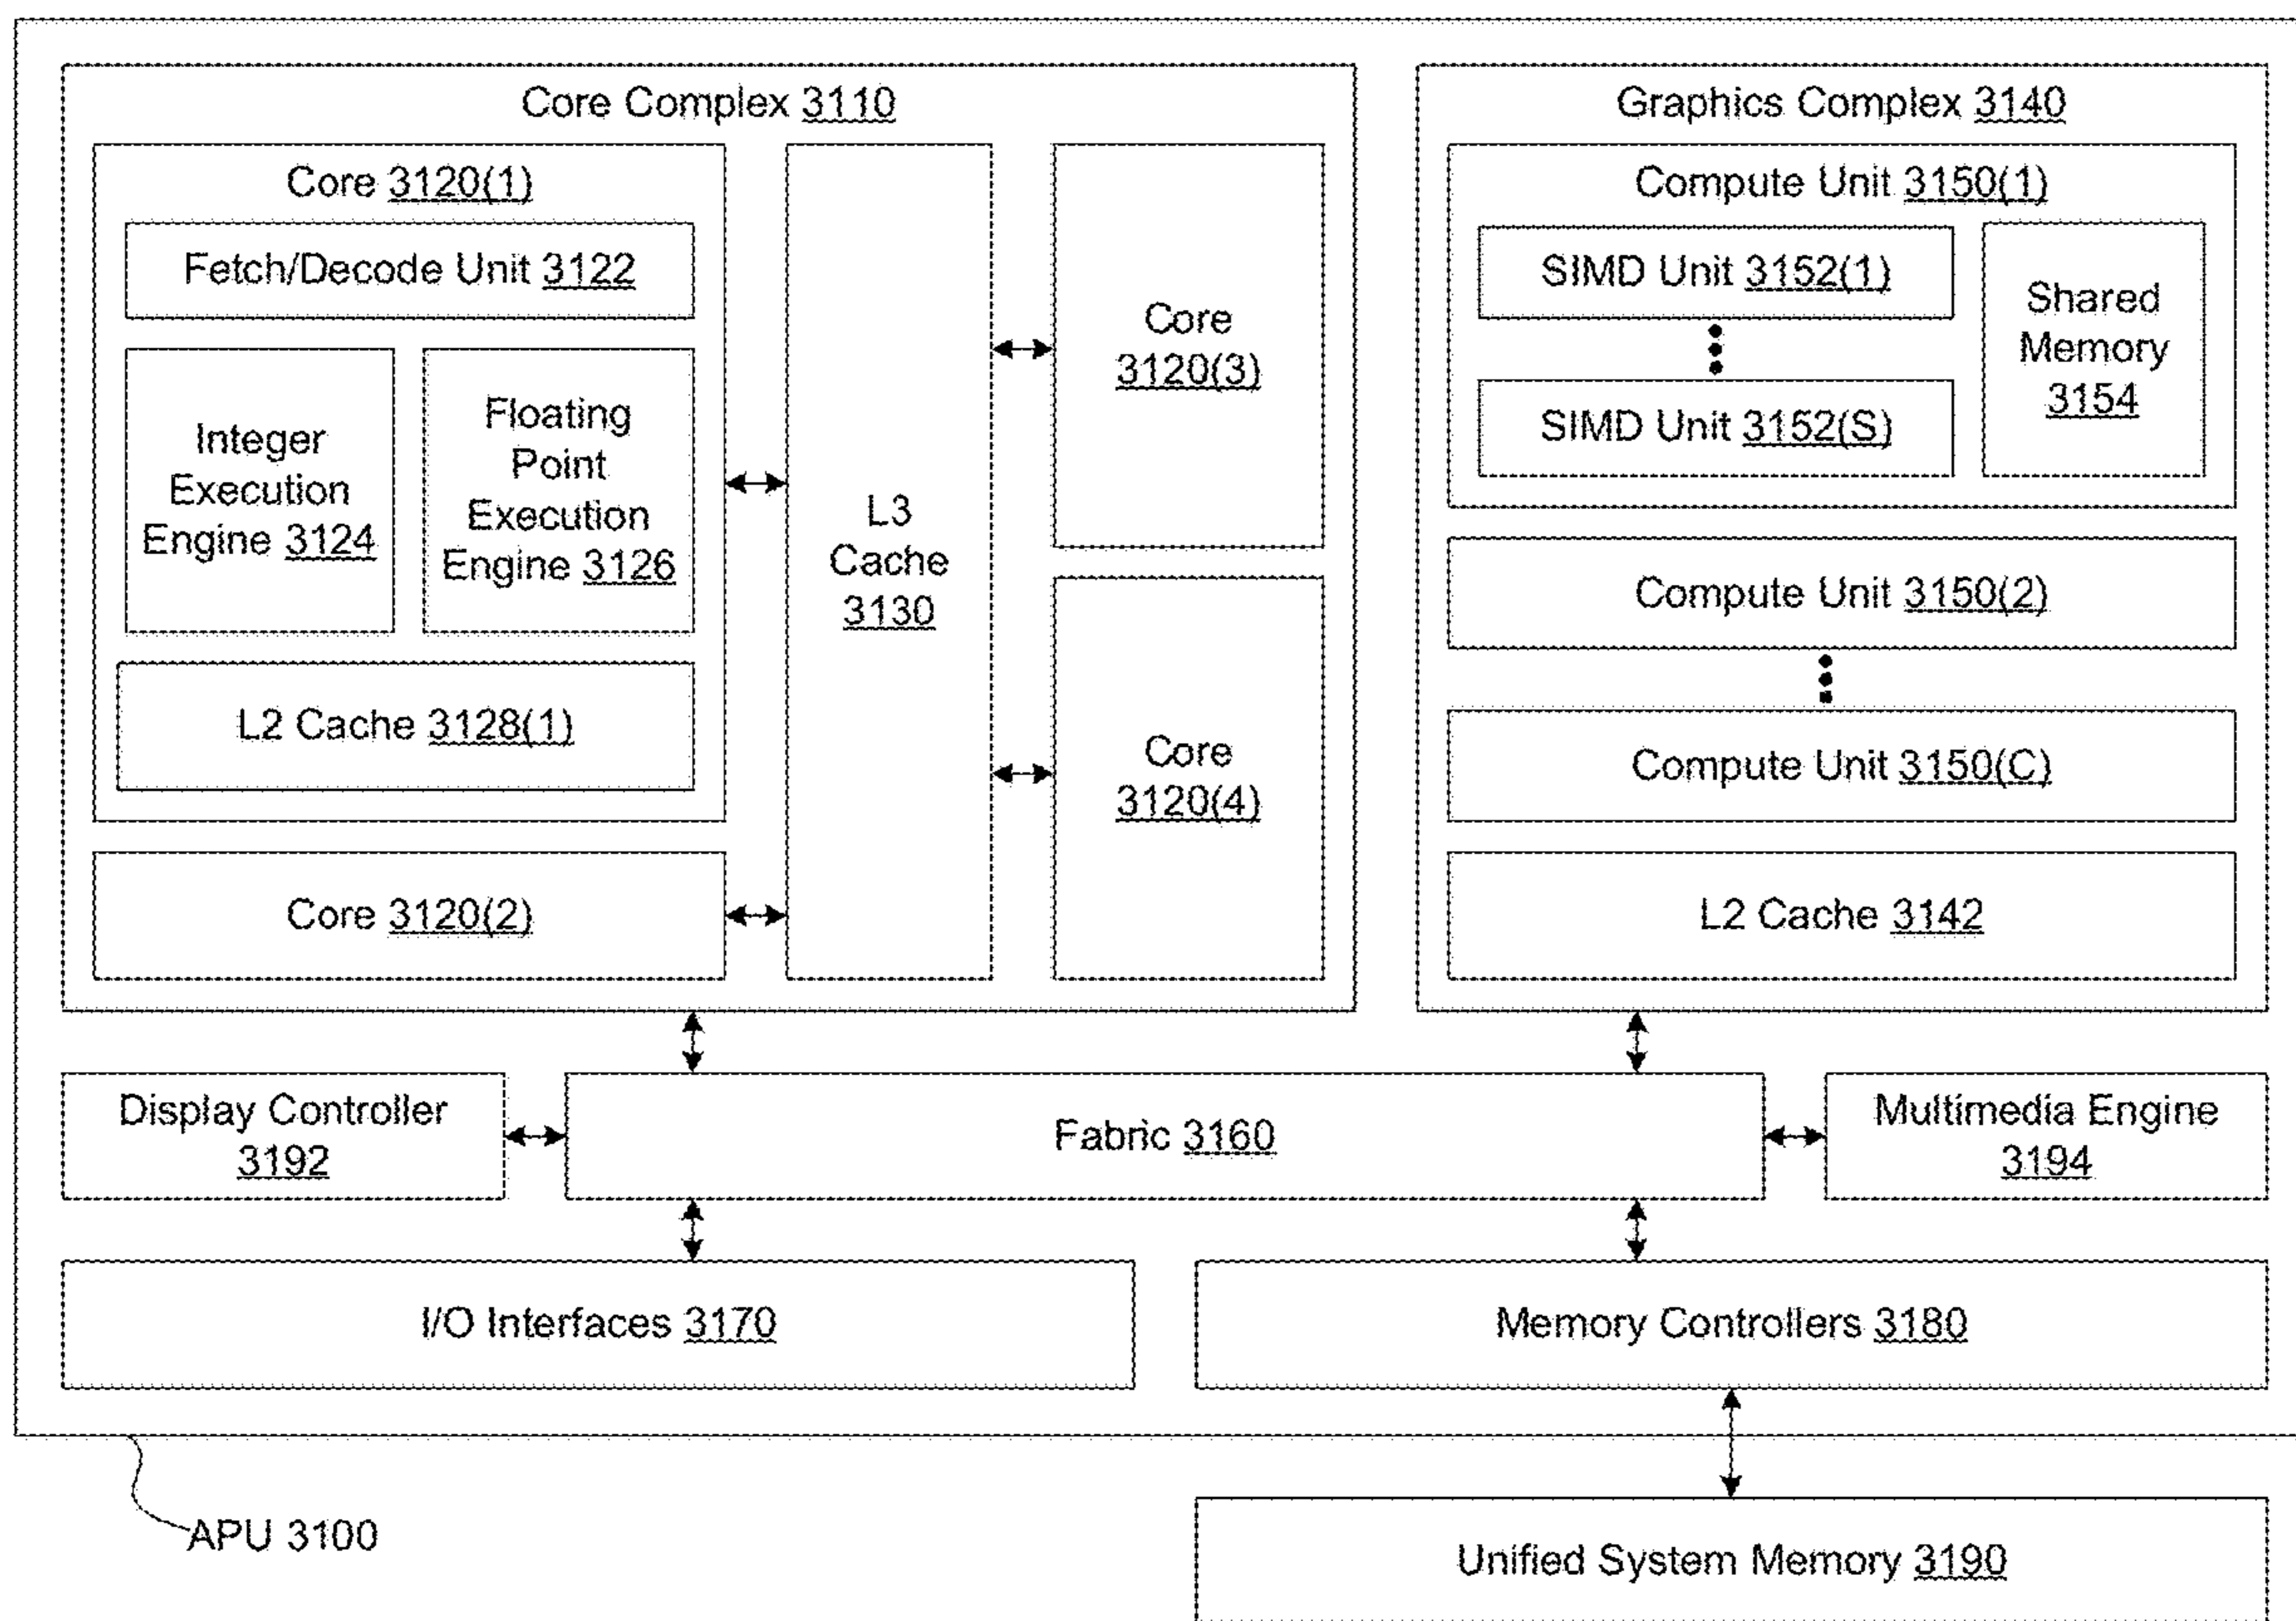 Core Complex 3110
Core 3120(1)
Fetch/Decode Unit 3122
Integer
Execution
Engine 3124
Floating
Point
Execution
Engine 3126
L2 Cache 3128(1)
Core 3120(2)
L3
Cache
3130
Core
3120(3)
Core
3120(4)
Graphics Complex 3140
Compute Unit 3150(1)
SIMD Unit 3152(1)
SIMD Unit 3152(S)
Shared
Memory
3154
Compute Unit 3150(2)
Compute Unit 3150(C)
L2 Cache 3142
Display Controller
3192
Fabric 3160
Multimedia Engine
3194
I/O Interfaces 3170
Memory Controllers 3180
APU 3100
Unified System Memory 3190